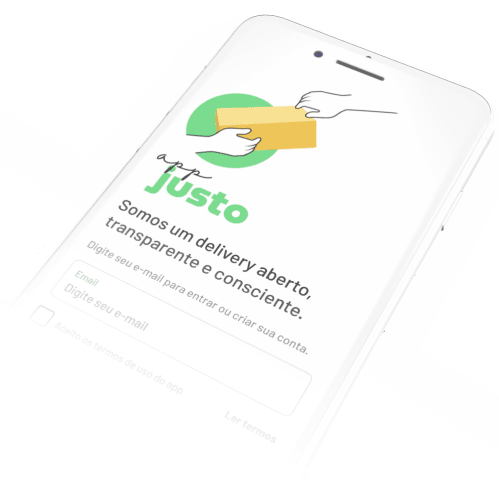 app
justo
Somos um delivery aberto,
transparente e consciente.
Digite seu e-mail para entrar ou criar sua conta.
Email
Digite seu e-mail
Aceito os termos de uso do app
Ler termos